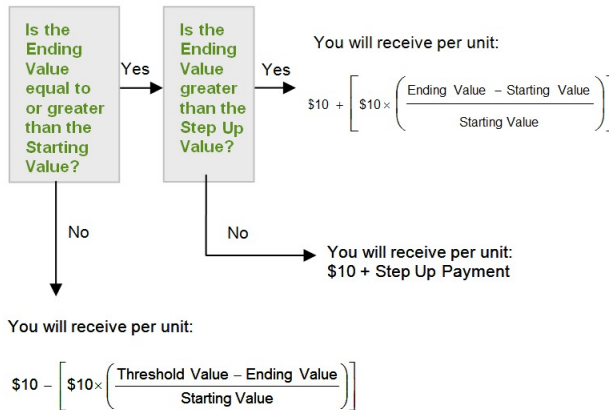 Is the
Ending
Value
equal to
or greater
than the
Starting
Value?
Yes
Is the
Ending
Value
greater
than the
Step Up
Value?
Yes
You will receive per unit:
$10 + [ $10 × ( Ending Value – Starting Value
Starting Value ) ]
No
No
You will receive per unit:
$10 + Step Up Payment
You will receive per unit:
$10 – [ $10× ( Threshold Value – Ending Value
Starting Value ) ]